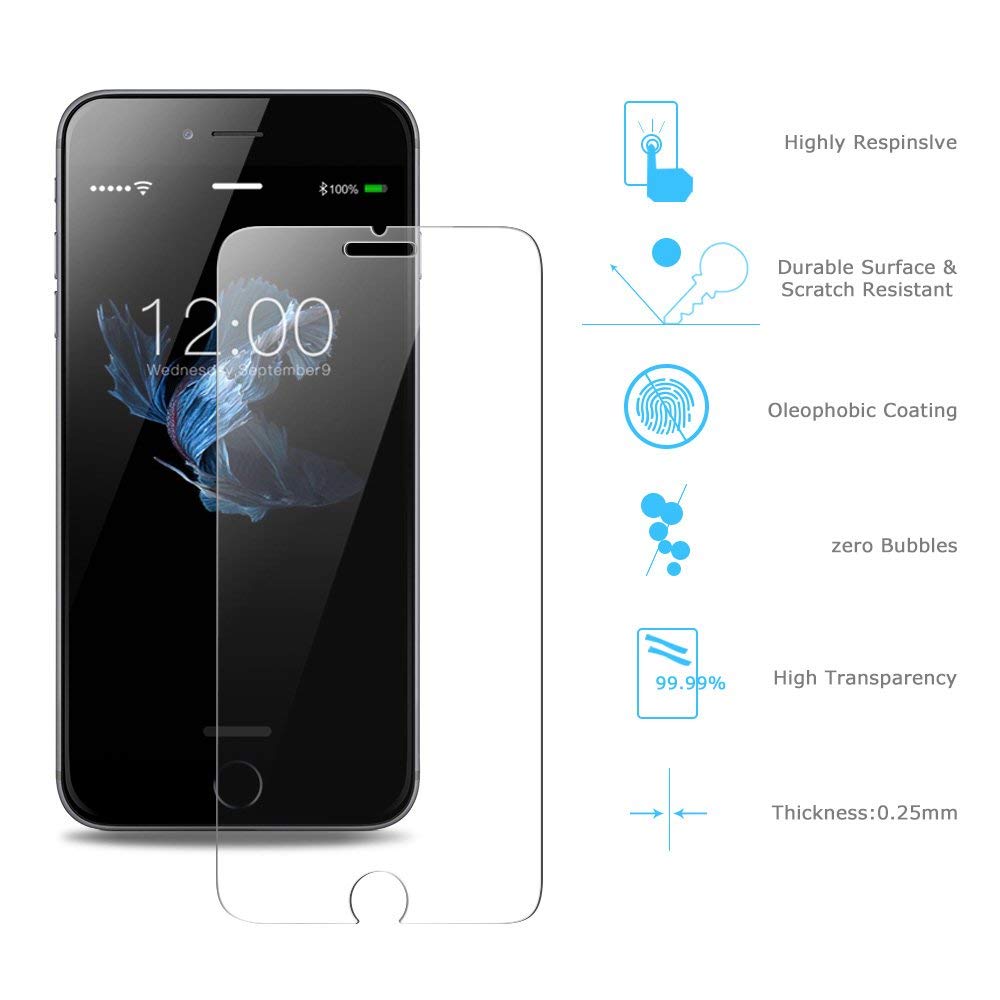 100%
12:00
Wednesday,September9
Highly Respinslve
Durable Surface &
Scratch Resistant
Oleophobic Coating
zero Bubbles
99.99%
High Transparency
Thickness:0.25mm